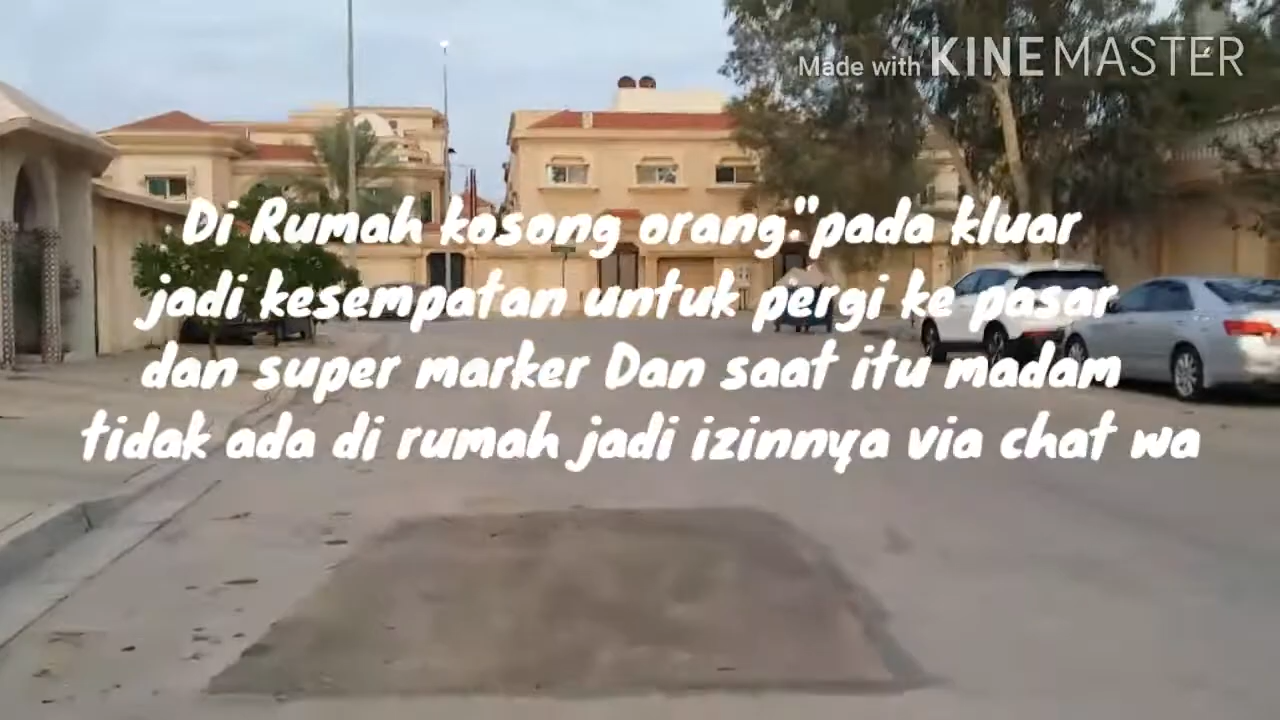 Made with KINEMASTER
Di Rumah kosong orang."pada kluar
jadi kesempatan untuk pergi ke pasar
dan super marker Dan saat itu madam
tidak ada di rumah jadi izinnya via chat wa